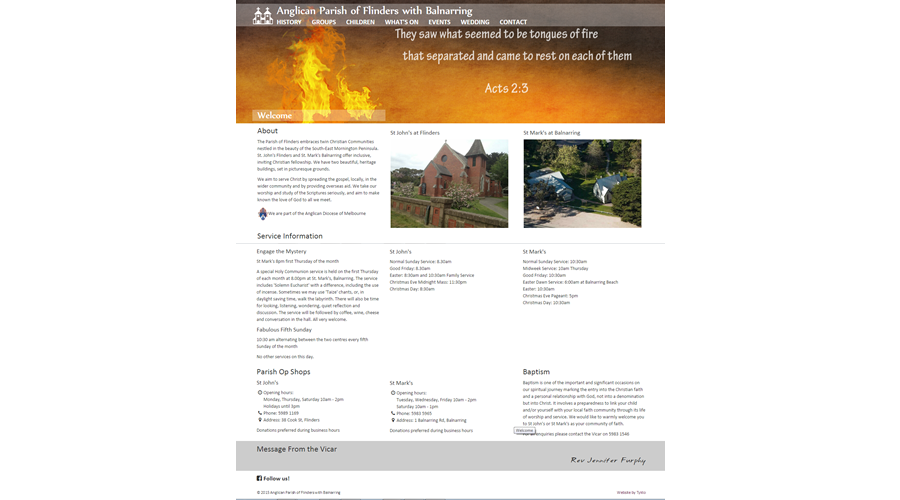 Anglican Parish of Flinders with Balnarring
HISTORY GROUPS CHILDREN WHAT'S ON EVENTS WEDDING CONTACT
They saw what seemed to be tongues of fire
that separated and came to rest on each of them
Acts 2:3
Welcome
About
The Parish of Flinders embraces twin Christian Communities
nestled in the beauty of the South-East Mornington Peninsula.
St. John's Flinders and St. Mark's Balnarring offer inclusive,
inviting Christian fellowship. We have two beautiful, heritage
buildings, set in picturesque grounds.
We aim to serve Christ by spreading the gospel, locally, in the
wider community and by providing overseas aid. We take our
worship and study of the Scriptures seriously, and aim to make
known the love of God to all we meet.
We are part of the Anglican Diocese of Melbourne
St John's at Flinders
St Mark's at Balnarring
Service Information
Engage the Mystery
St Mark's 8pm first Thursday of the month
A special Holy Communion service is held on the first Thursday
of each month at 8.00pm at St. Mark's, Balnarring. The service
includes 'Solemn Eucharist' with a difference, including the use
of incense. Sometimes we may use 'Taize' chants, or, in
daylight saving time, walk the labyrinth. There will also be time
for looking, listening, wondering, quiet reflection and
discussion. The service will be followed by coffee, wine, cheese
and conversation in the hall. All very welcome.
Fabulous Fifth Sunday
10:30 am alternating between the two centres every fifth
Sunday of the month
No other services on this day.
St John's
Normal Sunday Service: 8.30am
Good Friday: 8.30am
Easter: 8:30am and 10:30am Family Service
Christmas Eve Midnight Mass: 11:30pm
Christmas Day: 8:30am
St Mark's
Normal Sunday Service: 10:30am
Midweek Service: 10am Thursday
Good Friday: 10:30am
Easter Dawn Service: 6:00am at Balnarring Beach
Easter: 10:30am
Christmas Eve Pageant: 5pm
Christmas Day: 10:30am
Parish Op Shops
St John's
Opening hours:
Monday, Thursday, Saturday 10am - 2pm
Holidays until 3pm
Phone: 5989 1169
Address: 38 Cook St, Flinders
Donations preferred during business hours
St Mark's
Opening hours:
Tuesday, Wednesday, Friday 10am - 2pm
Saturday 10am - 1pm
Phone: 5983 5565
Address: 1 Balnarring Rd, Balnarring
Donations preferred during business hours
Baptism
Baptism is one of the important and significant occasions on
our spiritual journey marking the entry into the Christian faith
and a personal relationship with God, not into a denomination
but into Christ. It involves a preparedness to link your child
and/or yourself with your local faith community through its life
of worship and service. We would like to warmly welcome you
to St John's or St Mark's as your community of faith.
enquiries please contact the Vicar on 5983 1546
Welcome
Message From the Vicar
Rev Jennifer Furphy
Follow us!
© 2013 Anglican Parish of Flinders with Balnarring
Website by Tyrko